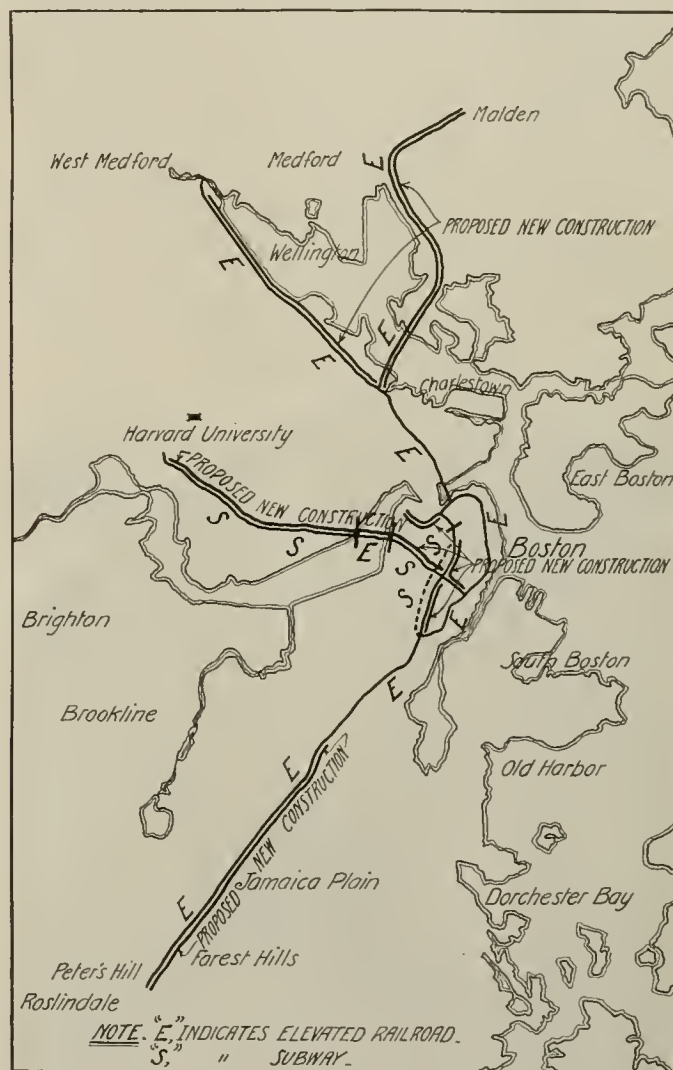 Malden
West Medford
Medford
E
PROPOSED NEW CONSTRUCTION
Wellington
E
E
E
Charlestown
Harvard University
E
East Boston
PROPOSED NEW CONSTRUCTION
E
S
S
E
S
Boston
S
PROPOSED NEW CONSTRUCTION
S
E
Brighton
South Boston
E
Brookline
E
Old Harbor
PROPOSED NEW CONSTRUCTION
Jamaica Plain
E
Dorchester Bay
Forest Hills
Peter's Hill
Roslindale
NOTE. "E," INDICATES ELEVATED RAILROAD.
"S," " SUBWAY.